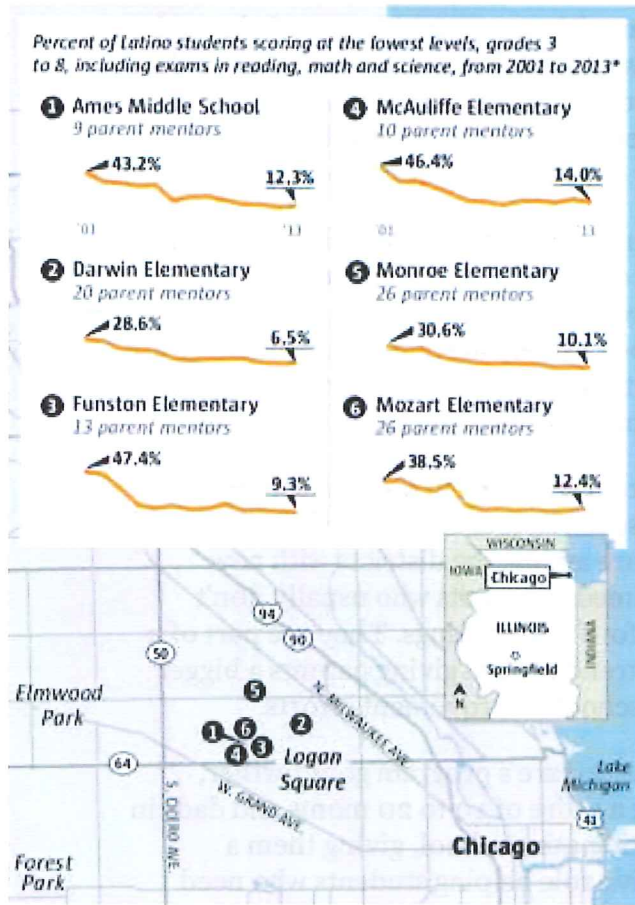 Percent of Latino students scoring at the lowest levels, grades 3
to 8, including exams in reading, math and science, from 2001 to 2013*
1 Ames Middle School
9 parent mentors
43.2%
12.3%
'01
'13
2 Darwin Elementary
20 parent mentors
28.6%
6.5%
3 Funston Elementary
13 parent mentors
47.4%
9.3%
4 McAuliffe Elementary
10 parent mentors
46.4%
14.0%
'01
'13
5 Monroe Elementary
26 parent mentors
30.6%
10.1%
6 Mozart Elementary
26 parent mentors
38.5%
12.4%
WISCONSIN
IOWA
Chicago
ILLINOIS
INDIANA
Springfield
N
94
90
50
Elmwood
Park
5
N. MILWAUKEE AVE.
1
6
2
4
3
Logan
Square
64
W. GRAND AVE.
S. CICERO AVE.
Lake
Michigan
41
Chicago
Forest
Park